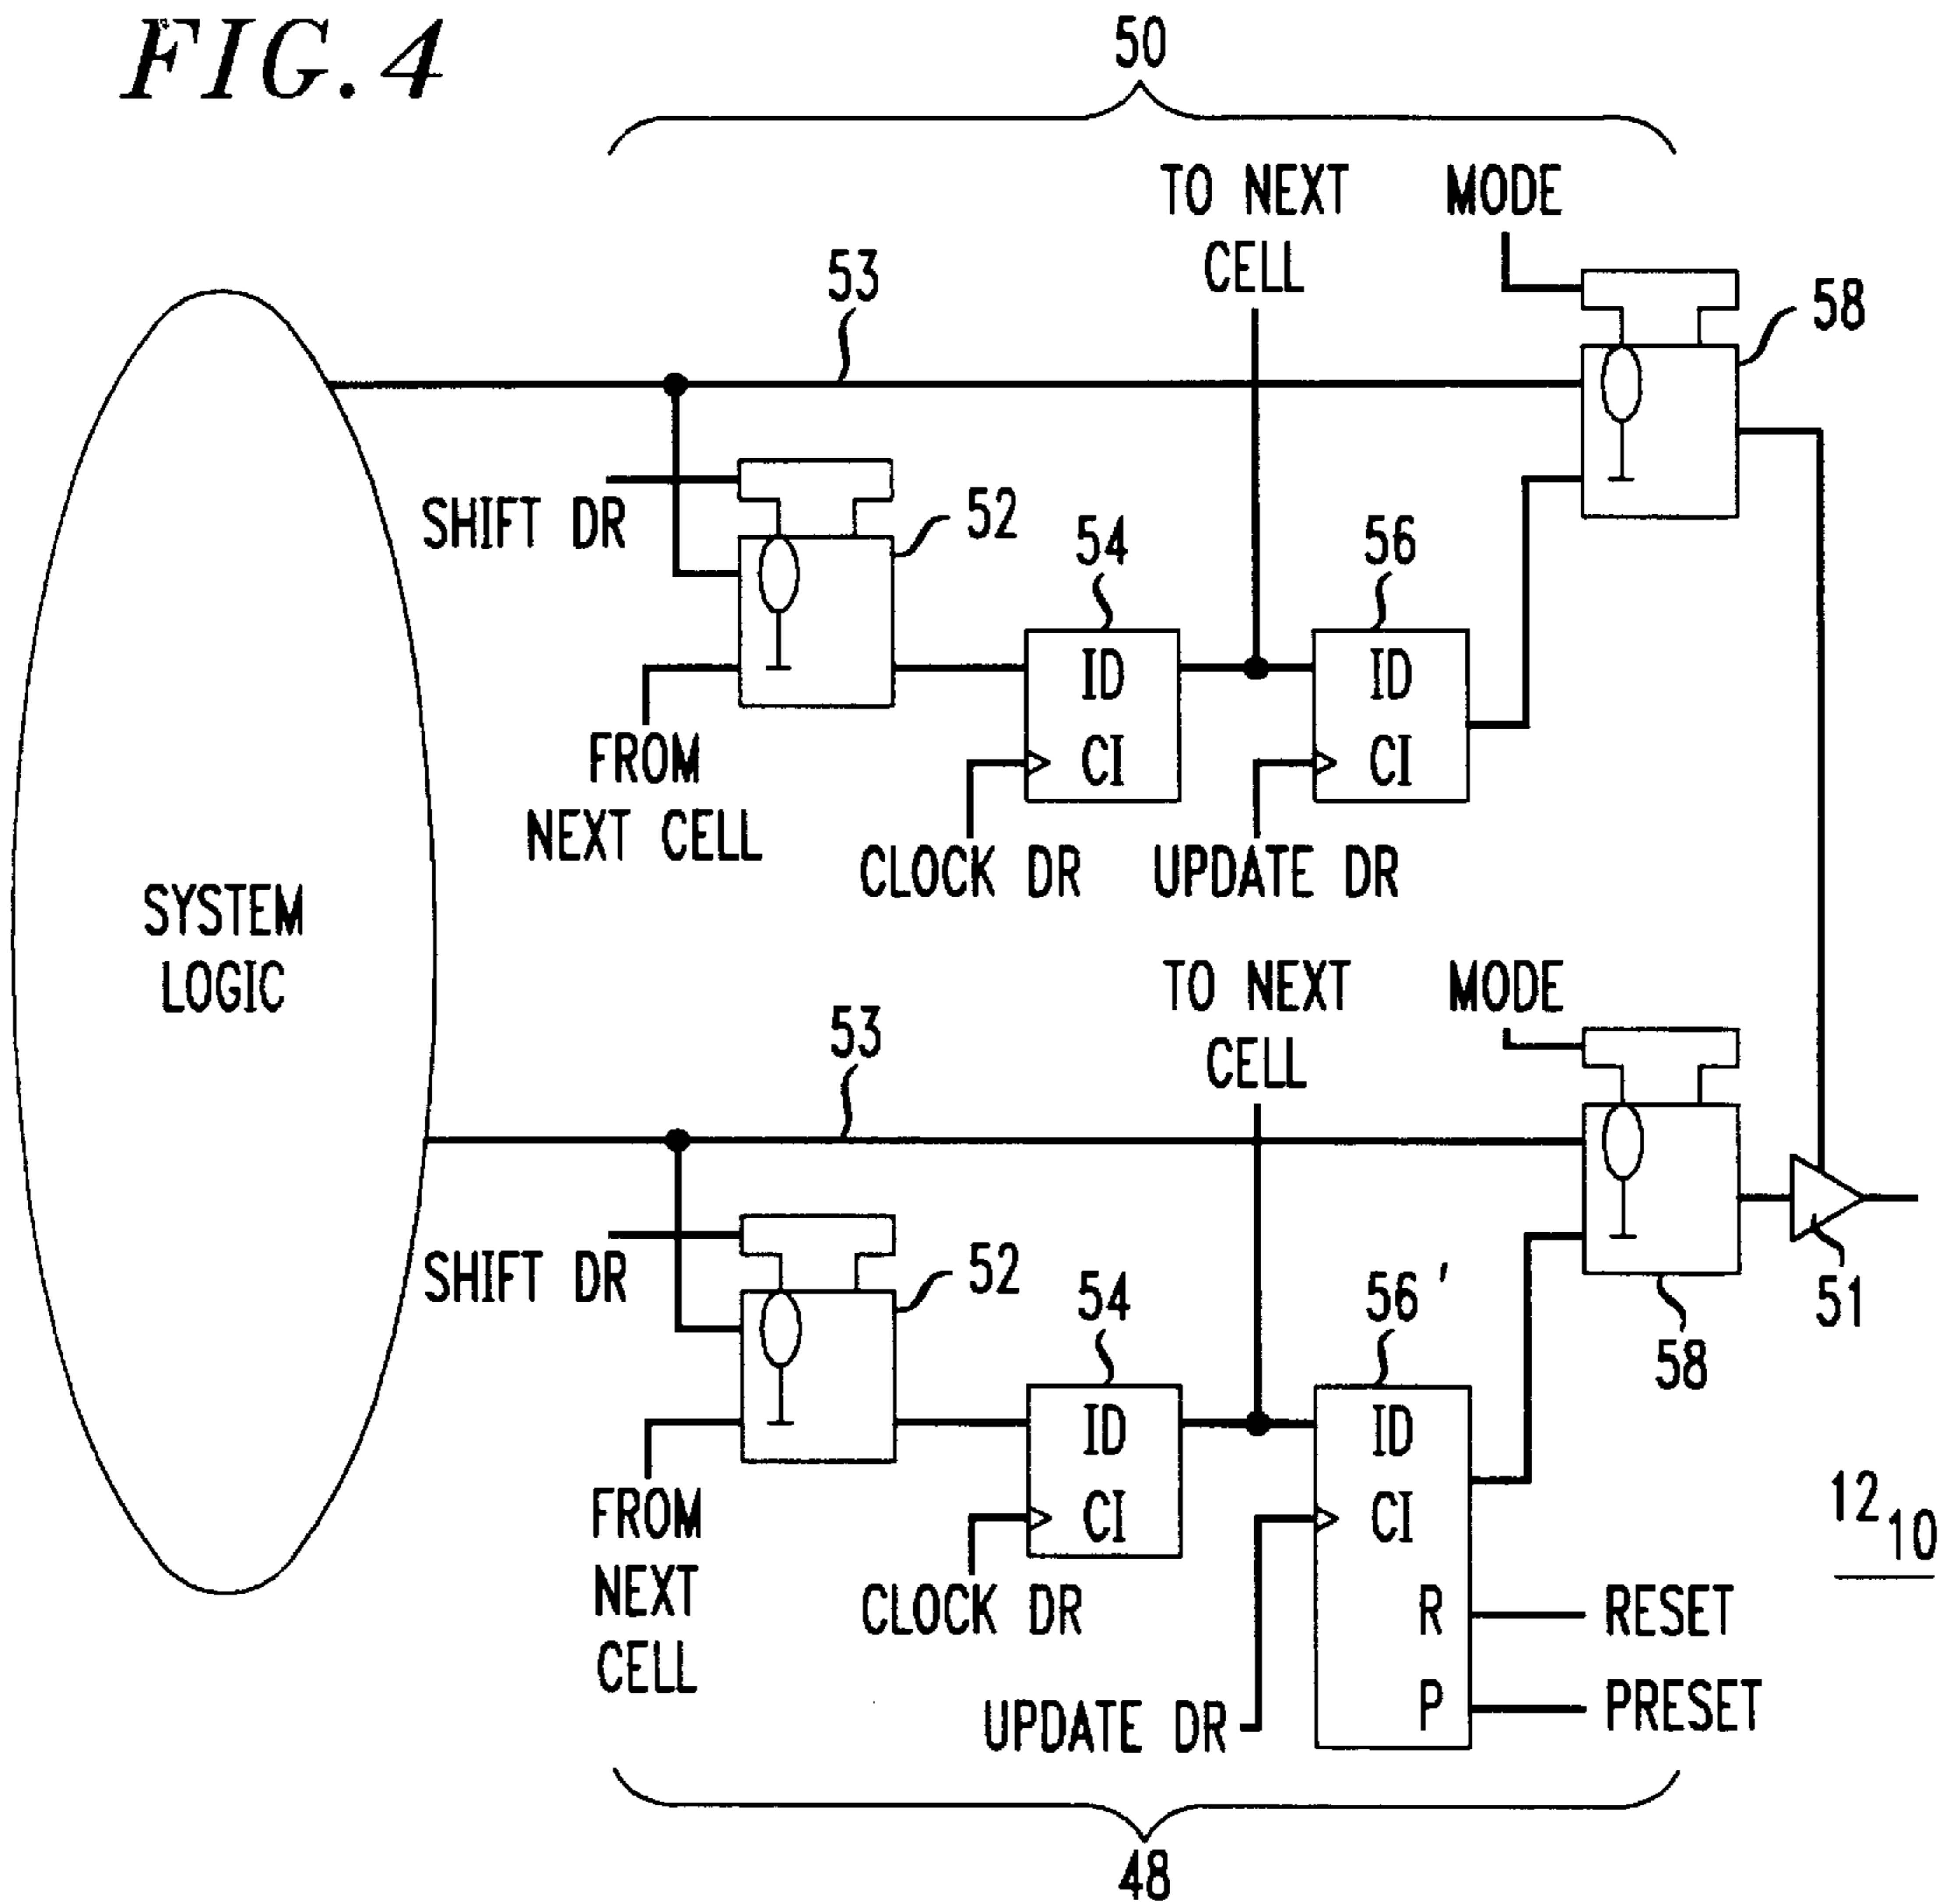 FIG. 4
50
TO NEXT
CELL
MODE
53
58
SHIFT DR
52
54
56
ID
CI
ID
CI
FROM
NEXT CELL
CLOCK DR
UPDATE DR
SYSTEM
LOGIC
TO NEXT
CELL
MODE
53
SHIFT DR
52
54
56'
51
58
ID
CI
ID
CI
R
P
FROM
NEXT
CELL
CLOCK DR
UPDATE DR
RESET
PRESET
12 10
48